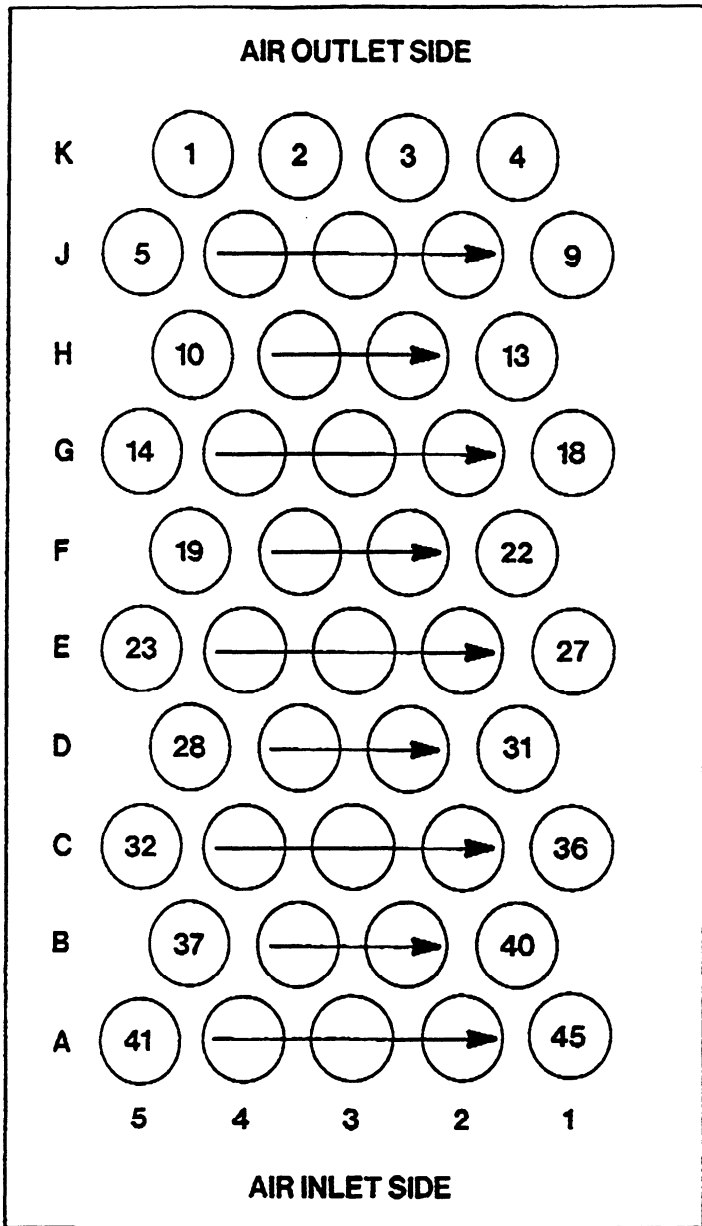 AIR OUTLET SIDE
K 1 2 3 4
J 5 9
H 10 13
G 14 18
F 19 22
E 23 27
D 28 31
C 32 36
B 37 40
A 41 45
5 4 3 2 1
AIR INLET SIDE